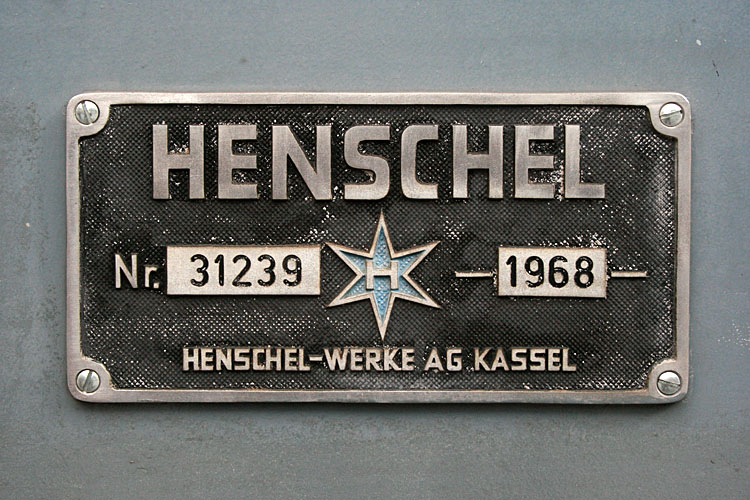 HENSCHEL
Nr. 31239 H 1968
HENSCHEL-WERKE AG KASSEL